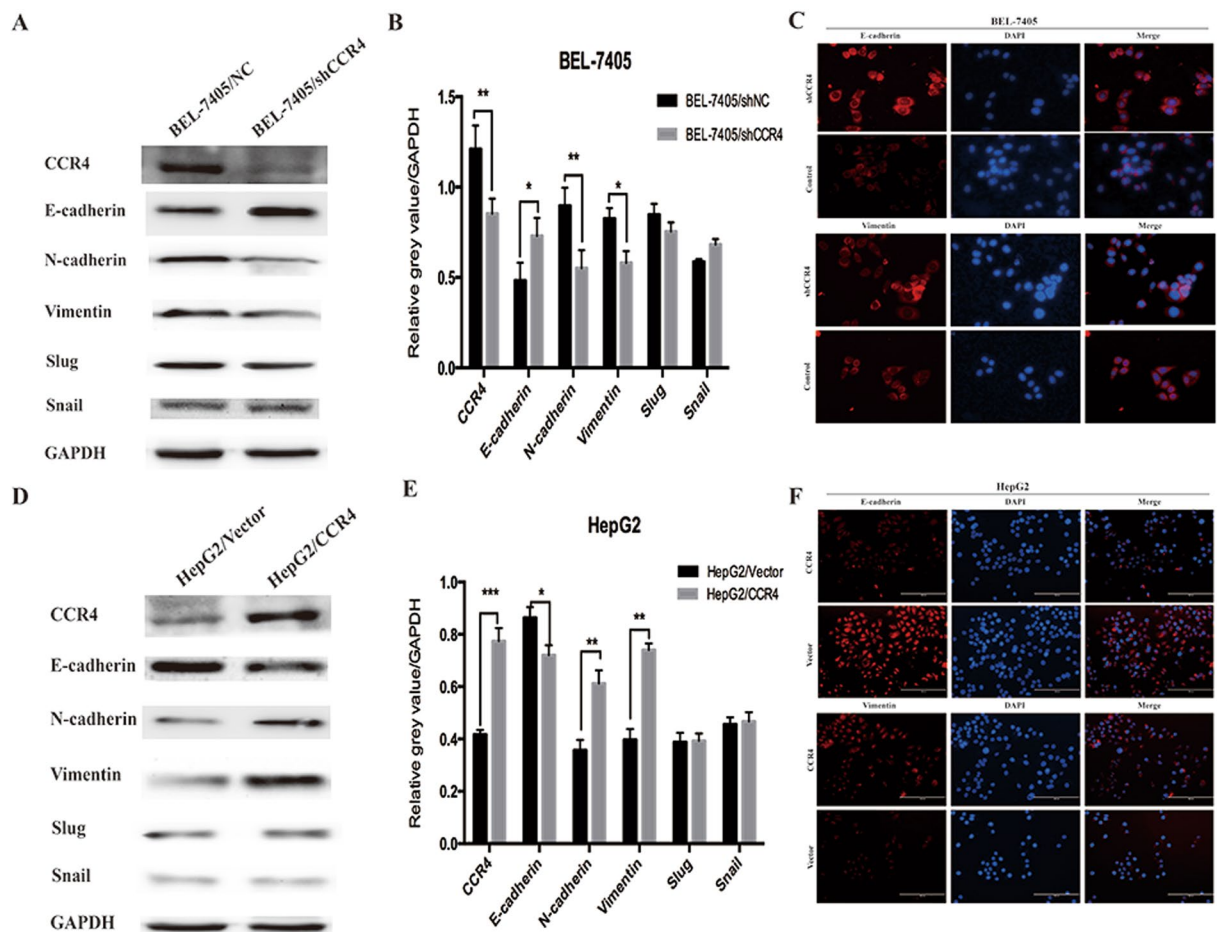 A
BEL-7405/NC
BEL-7405/shCCR4
CCR4
E-cadherin
N-cadherin
Vimentin
Slug
Snail
GAPDH
B
BEL-7405
Relative grey value/GAPDH
1.5
1.0
0.5
0.0
**
*
**
*
BEL-7405/shNC
BEL-7405/shCCR4
CCR4
E-cadherin
N-cadherin
Vimentin
Slug
Snail
C
BEL-7405
E-cadherin DAPI Merge
shCCR4
Control
Vimentin DAPI Merge
shCCR4
Control
D
HepG2/Vector
HepG2/CCR4
CCR4
E-cadherin
N-cadherin
Vimentin
Slug
Snail
GAPDH
E
HepG2
Relative grey value/GAPDH
1.0
0.8
0.6
0.4
0.2
0.0
***
*
**
**
HepG2/Vector
HepG2/CCR4
CCR4
E-cadherin
N-cadherin
Vimentin
Slug
Snail
F
HepG2
E-cadherin DAPI Merge
CCR4
Vector
Vimentin DAPI Merge
CCR4
Vector